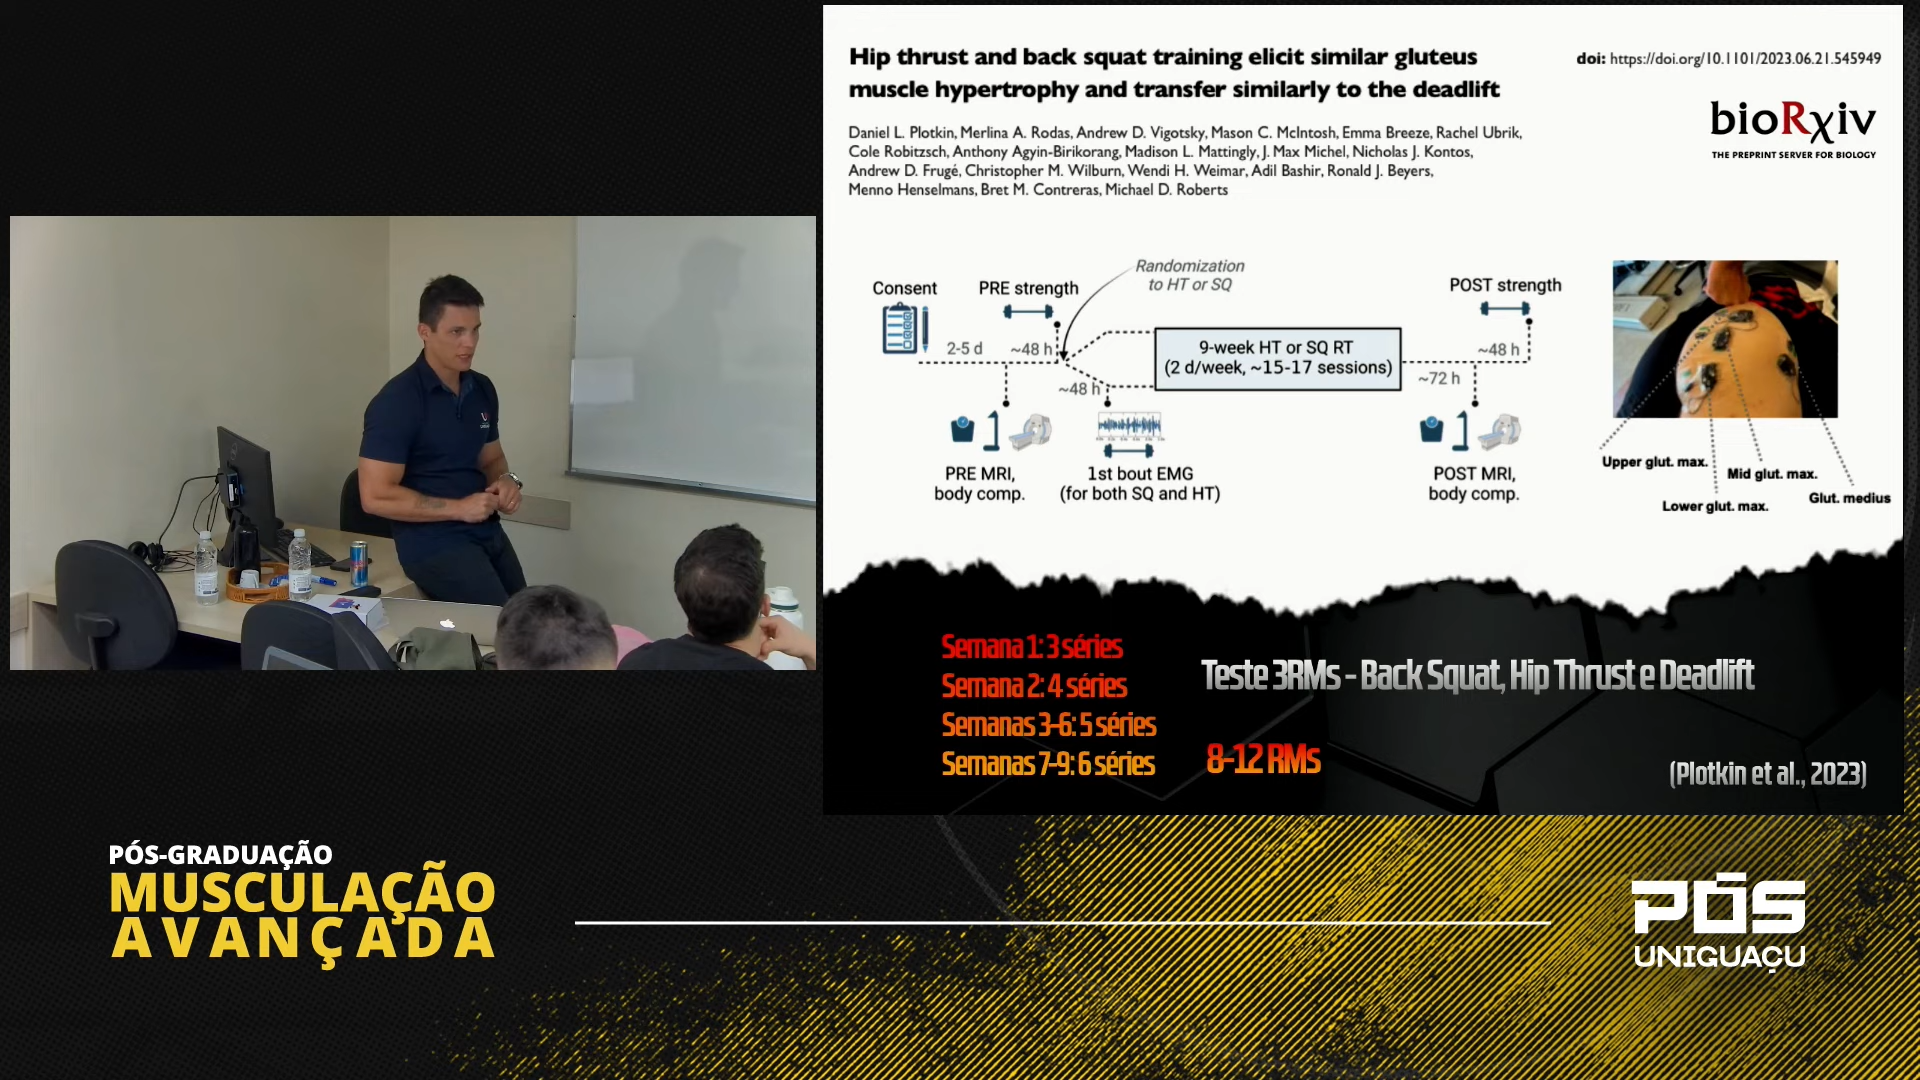 Hip thrust and back squat training elicit similar gluteus
muscle hypertrophy and transfer similarly to the deadlift
doi: https://doi.org/10.1101/2023.06.21.545949
bioRχiv
THE PREPRINT SERVER FOR BIOLOGY
Daniel L. Plotkin, Merlina A. Rodas, Andrew D. Vigotsky, Mason C. McIntosh, Emma Breeze, Rachel Ubrik,
Cole Robitzsch, Anthony Agyin-Birikorang, Madison L. Mattingly, J. Max Michel, Nicholas J. Kontos,
Andrew D. Frugé, Christopher M. Wilburn, Wendi H. Weimar, Adil Bashir, Ronald J. Beyers,
Menno Henselmans, Bret M. Contreras, Michael D. Roberts
Randomization
to HT or SQ
Consent
PRE strength
POST strength
2-5 d
~48 h
~48 h
9-week HT or SQ RT
(2 d/week, ~15-17 sessions)
~72 h
~48 h
PRE MRI,
body comp.
1st bout EMG
(for both SQ and HT)
POST MRI,
body comp.
Upper glut. max.
Mid glut. max.
Lower glut. max.
Glut. medius
Semana 1: 3 séries
Semana 2: 4 séries
Semanas 3-6: 5 séries
Semanas 7-9: 6 séries
Teste 3RMs - Back Squat, Hip Thrust e Deadlift
8-12 RMs
(Plotkin et al., 2023)
PÓS-GRADUAÇÃO
MUSCULAÇÃO
AVANÇADA
PÓS
UNIGUAÇU